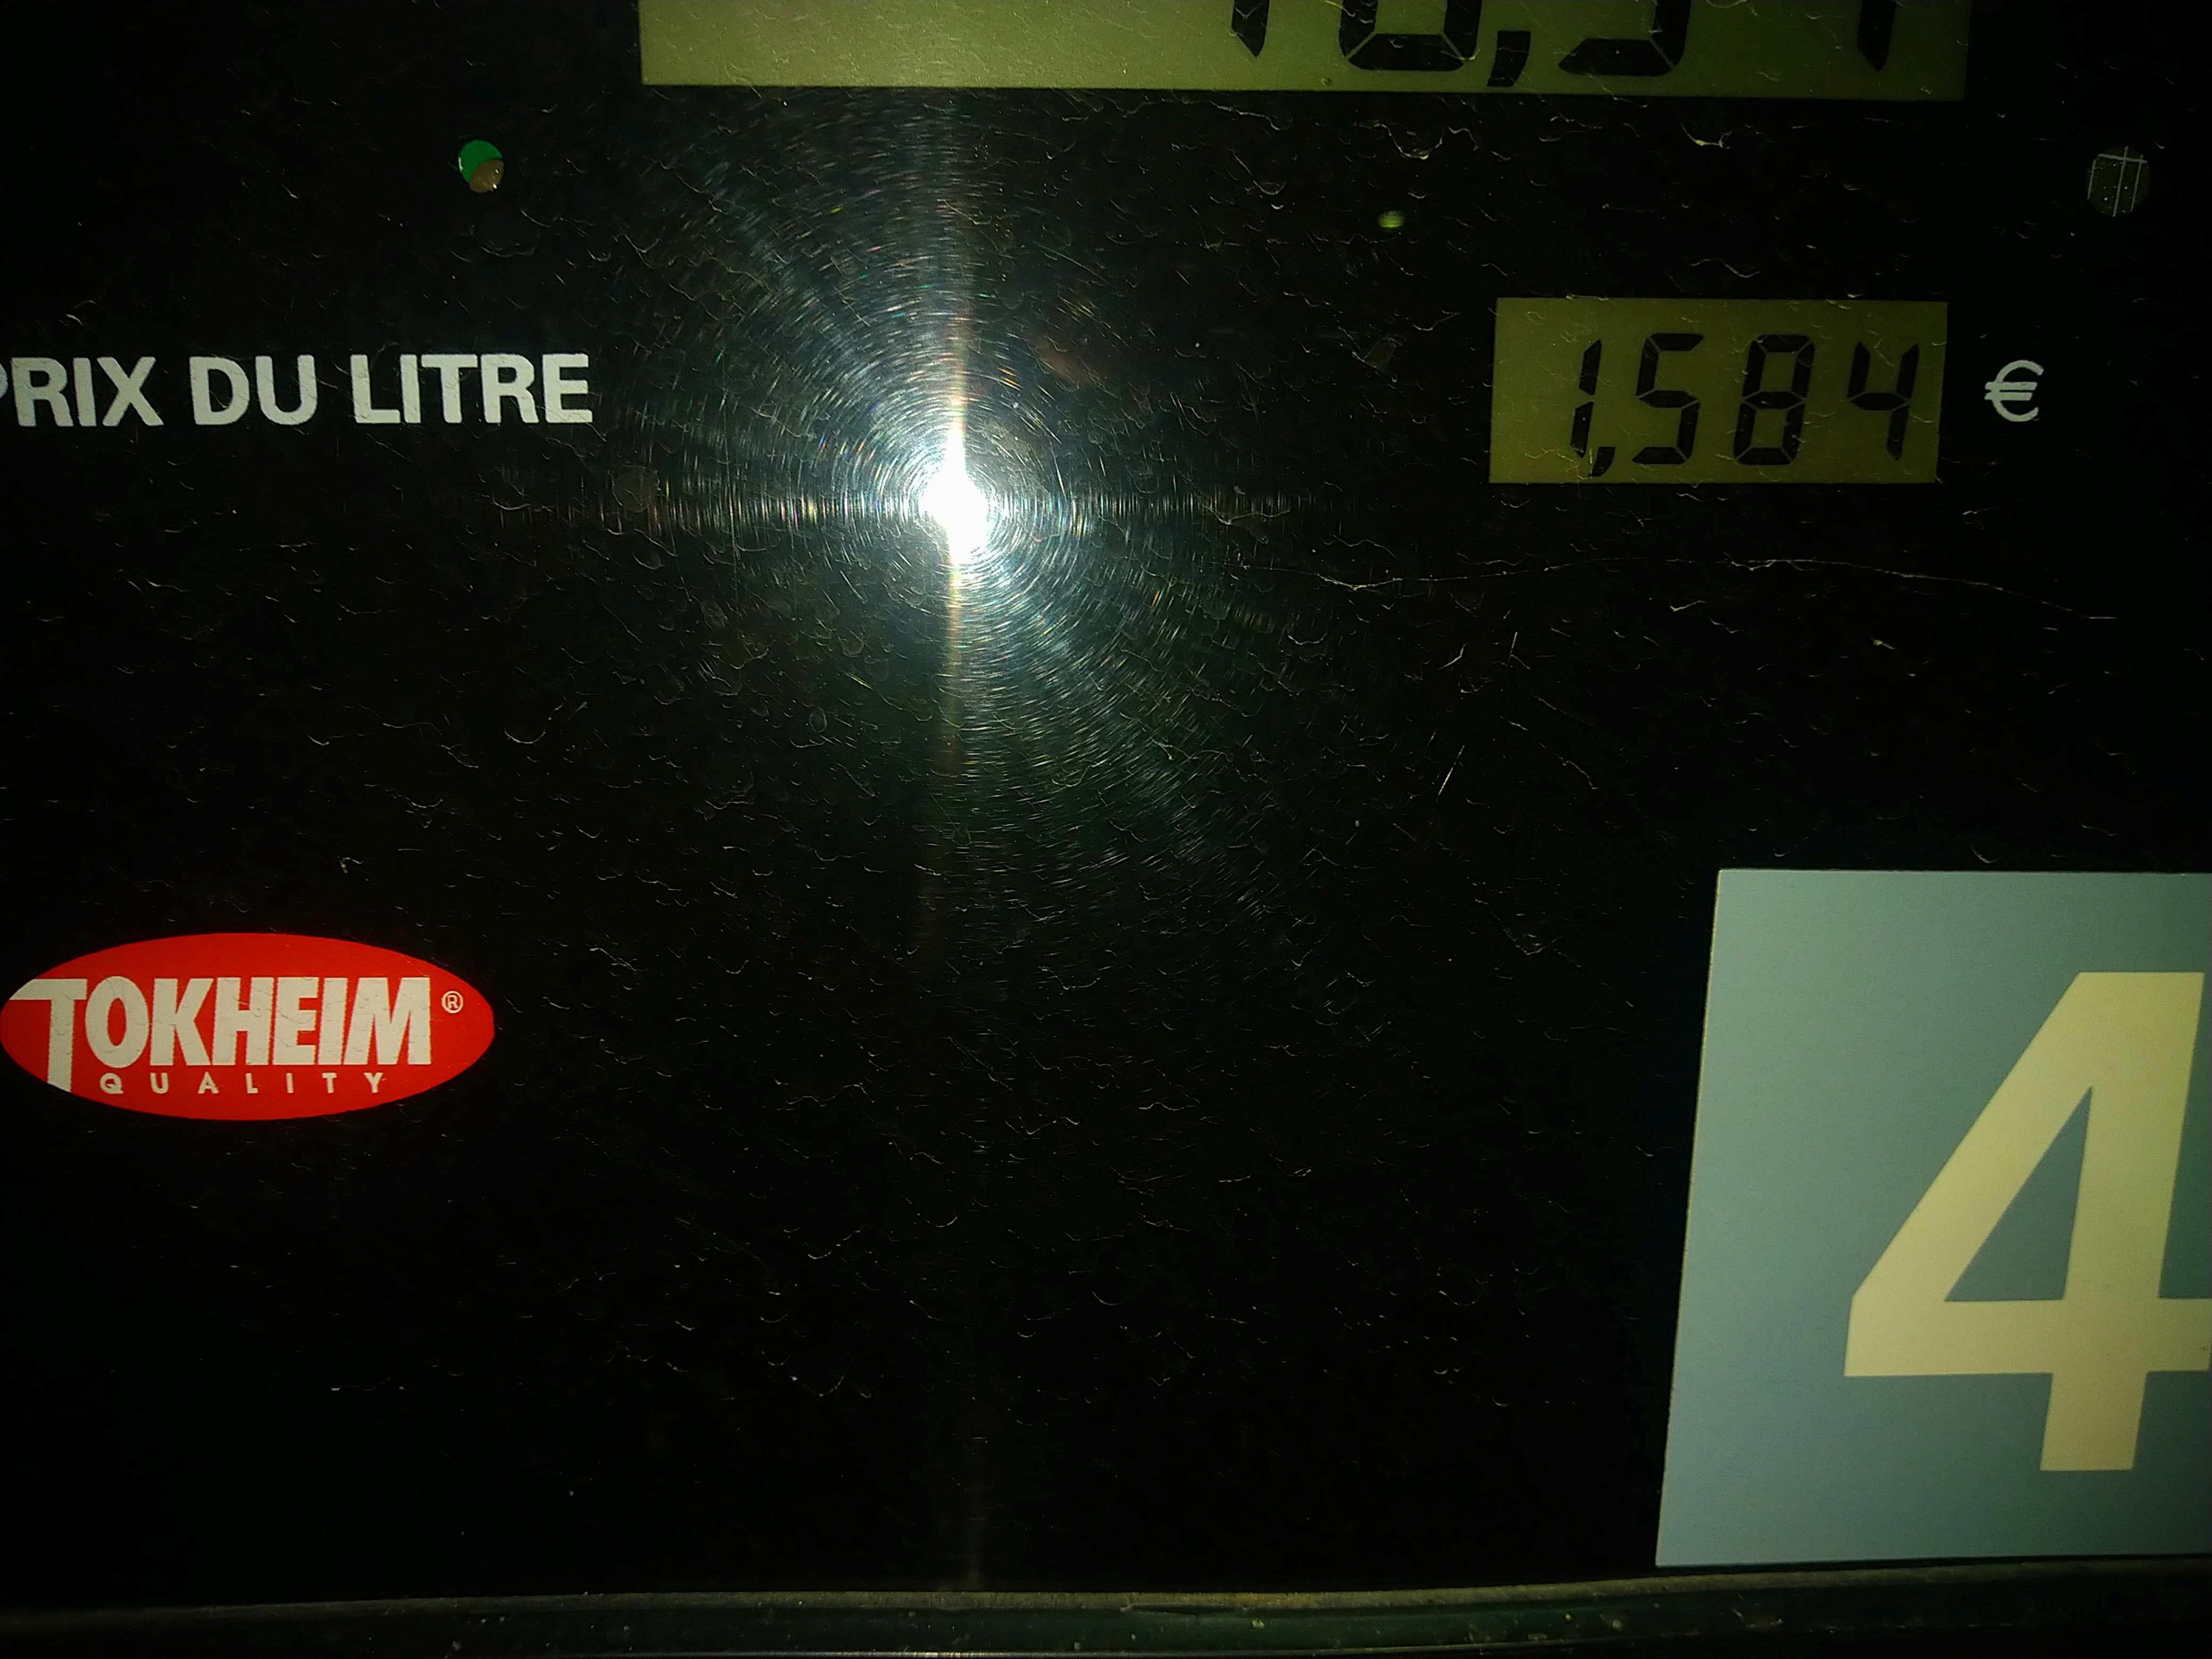 PRIX DU LITRE
1,584 €
TOKHEIM®
QUALITY
4